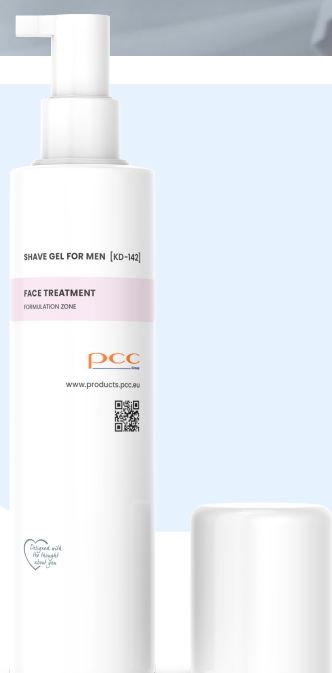 SHAVE GEL FOR MEN [KD-142]
FACE TREATMENT
FORMULATION ZONE
pcc
Group
www.products.pcc.eu
Designed with
the thought
about you